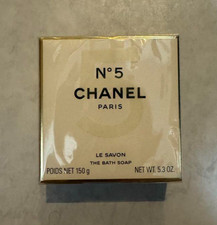 N°5
CHANEL
PARIS
LE SAVON
THE BATH SOAP
POIDS NET 150 g NET WT. 5.3 OZ.